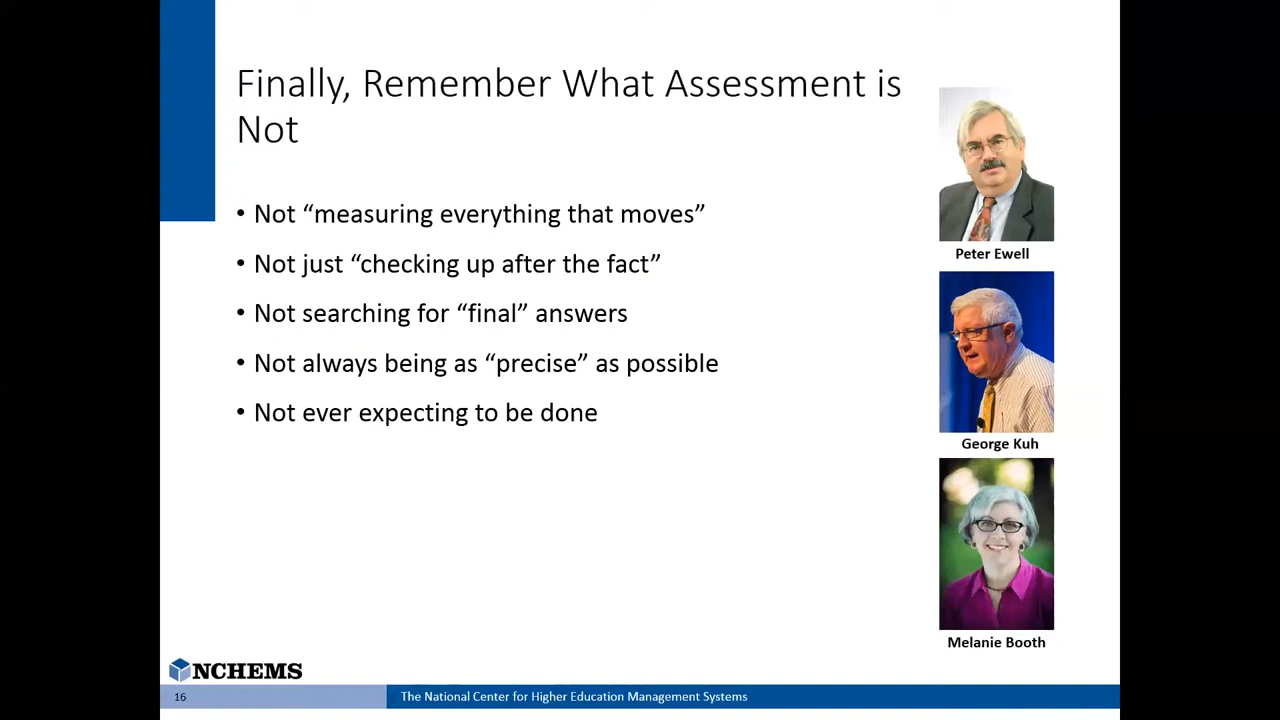 Finally, Remember What Assessment is
Not
• Not “measuring everything that moves”
• Not just “checking up after the fact”
• Not searching for “final” answers
• Not always being as “precise” as possible
• Not ever expecting to be done
Peter Ewell
George Kuh
Melanie Booth
NCHEMS
16
The National Center for Higher Education Management Systems